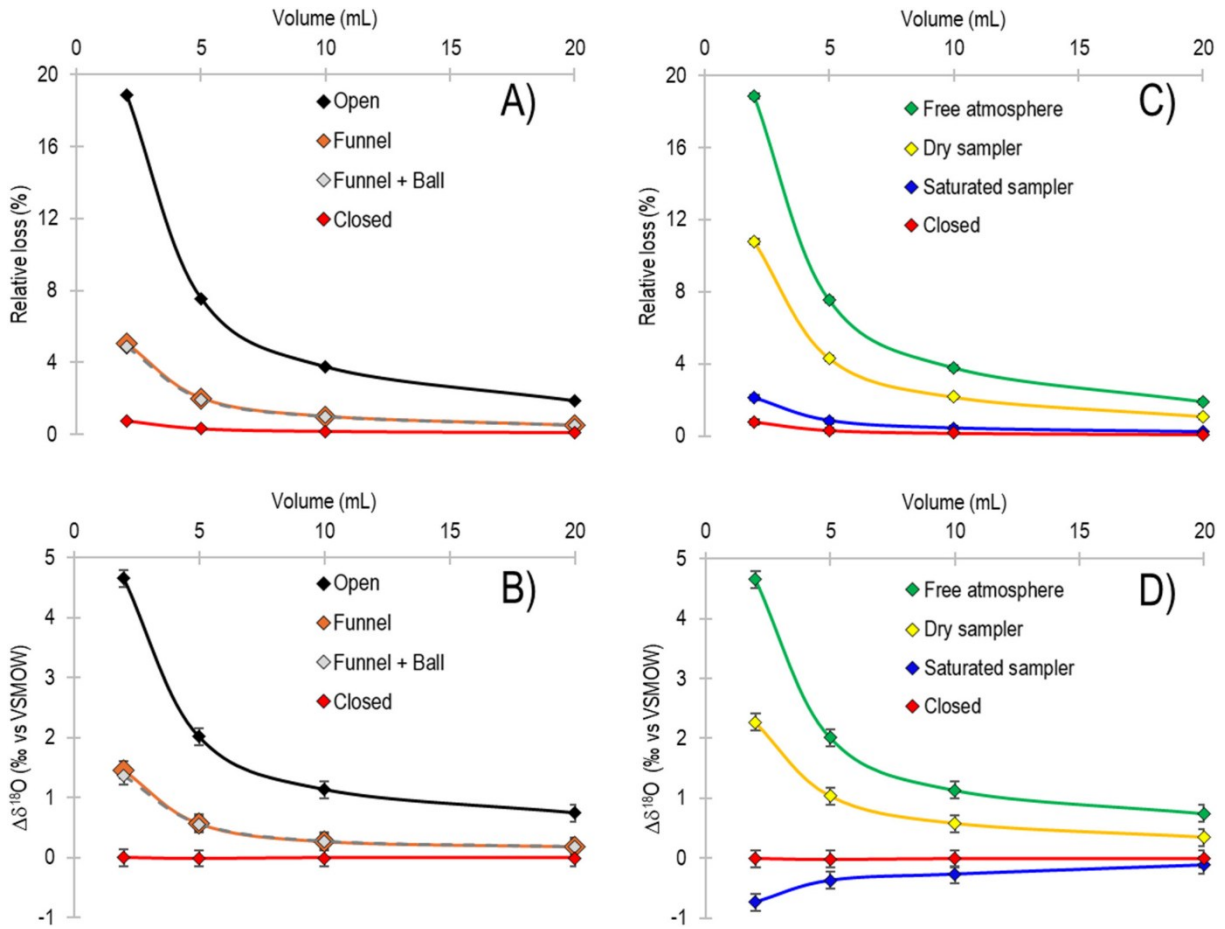 Volume (mL)
0 5 10 15 20
20
16
12
8
4
0
Relative loss (%)
A)
Open
Funnel
Funnel + Ball
Closed
Volume (mL)
0 5 10 15 20
20
16
12
8
4
0
Relative loss (%)
C)
Free atmosphere
Dry sampler
Saturated sampler
Closed
Volume (mL)
0 5 10 15 20
5
4
3
2
1
0
-1
Δδ¹⁸O (‰ vs VSMOW)
B)
Open
Funnel
Funnel + Ball
Closed
Volume (mL)
0 5 10 15 20
5
4
3
2
1
0
-1
Δδ¹⁸O (‰ vs VSMOW)
D)
Free atmosphere
Dry sampler
Saturated sampler
Closed